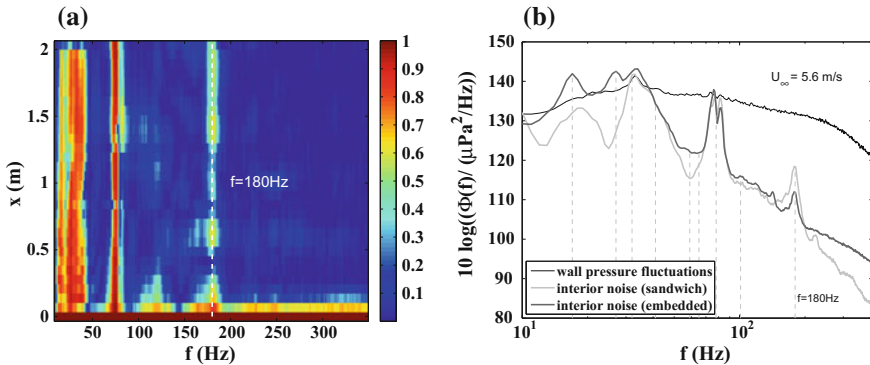 (a)
2
1.5
1
0.5
0
x (m)
50
100
150
200
250
300
f (Hz)
f=180Hz
1
0.9
0.8
0.7
0.6
0.5
0.4
0.3
0.2
0.1
(b)
150
140
130
120
110
100
90
80
10 log((Φ(f)/ (μPa²/Hz))
U∞ = 5.6 m/s
wall pressure fluctuations
interior noise (sandwich)
interior noise (embedded)
f=180Hz
10¹
10²
f (Hz)